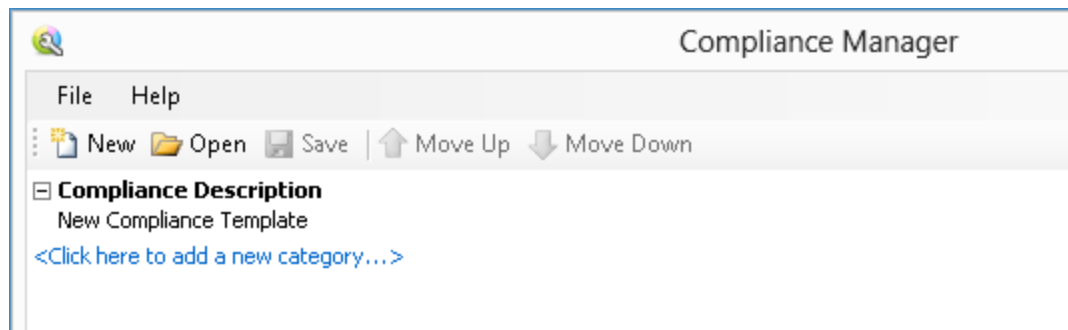 Compliance Manager
File Help
New Open Save Move Up Move Down
Compliance Description
New Compliance Template
<Click here to add a new category...>